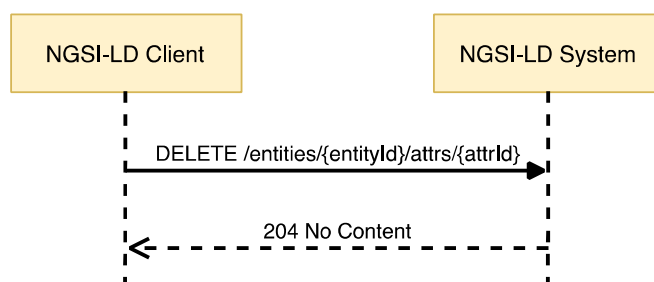 NGSI-LD Client
NGSI-LD System
DELETE /entities/{entityId}/attrs/{attrId}
204 No Content